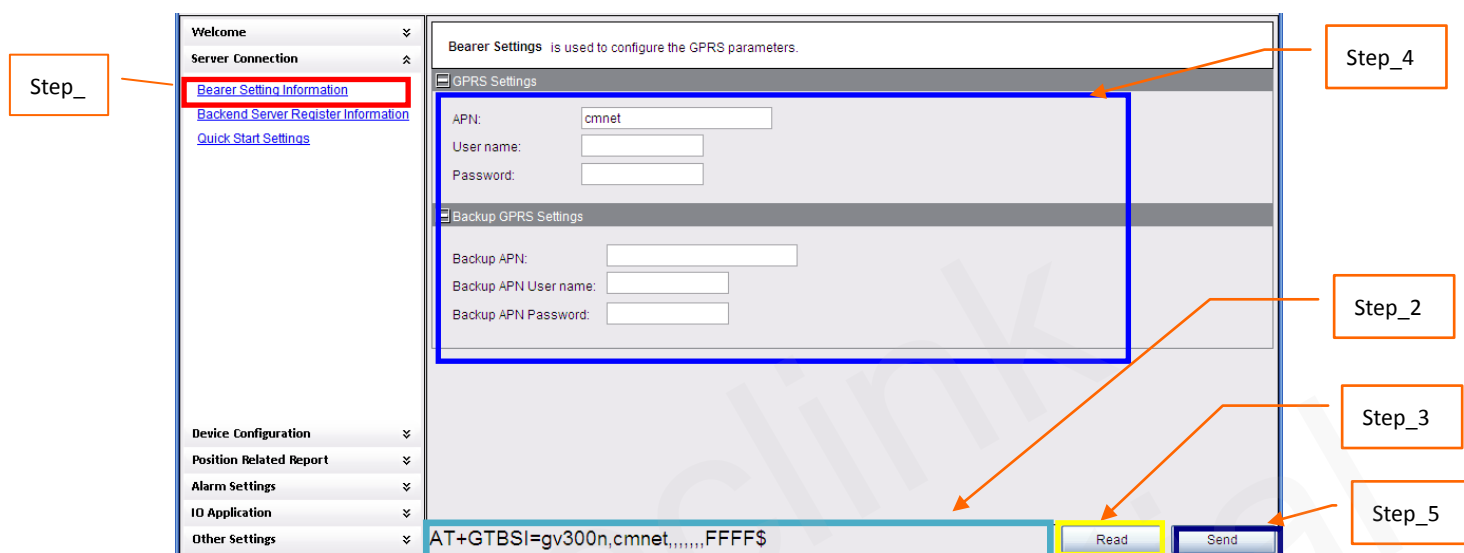 Welcome
Server Connection
Bearer Setting Information
Backend Server Register Information
Quick Start Settings
Device Configuration
Position Related Report
Alarm Settings
IO Application
Other Settings
Step_
Bearer Settings is used to configure the GPRS parameters.
GPRS Settings
APN: cmnet
User name:
Password:
Backup GPRS Settings
Backup APN:
Backup APN User name:
Backup APN Password:
AT+GTBSI=gv300n,cmnet,,,,,,,FFFF$
Read
Send
Step_4
Step_2
Step_3
Step_5